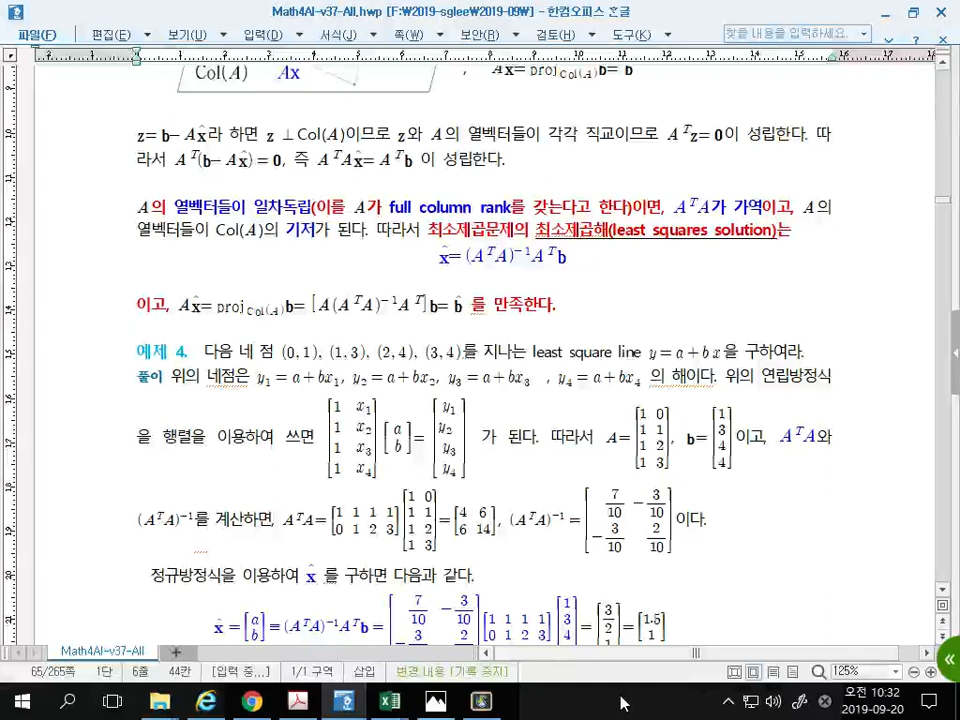 Math4AI-v37-All.hwp [F:\2019-sglee\2019-09\] - 한컴오피스 한글
파일(F) 편집(E) 보기(U) 입력(D) 서식(J) 쪽(W) 보안(R) 검토(H) 도구(K) 찾을 내용을 입력하세요.
Col(A) Ax , Ax̂= proj_Col(A) b= b̂
z= b− Ax̂라 하면 z ⊥ Col(A)이므로 z와 A의 열벡터들이 각각 직교이므로 A^T z= 0이 성립한다. 따
라서 A^T(b− Ax̂) = 0, 즉 A^T Ax̂= A^T b 이 성립한다.
A의 열벡터들이 일차독립(이를 A가 full column rank를 갖는다고 한다)이면, A^T A가 가역이고, A의
열벡터들이 Col(A)의 기저가 된다. 따라서 최소제곱문제의 최소제곱해(least squares solution)는
x̂= (A^T A)^−1 A^T b
이고, Ax̂= proj_Col(A) b= [A(A^T A)^−1 A^T] b= b̂ 를 만족한다.
예제 4. 다음 네 점 (0, 1), (1, 3), (2, 4), (3, 4)를 지나는 least square line y = a + b x을 구하여라.
풀이 위의 네점은 y1 = a + bx1, y2 = a + bx2, y3 = a + bx3 , y4 = a + bx4 의 해이다. 위의 연립방정식
을 행렬을 이용하여 쓰면 [1 x1; 1 x2; 1 x3; 1 x4] [a; b] = [y1; y2; y3; y4] 가 된다. 따라서 A= [1 0; 1 1; 1 2; 1 3], b= [1; 3; 4; 4] 이고, A^T A와
(A^T A)^−1를 계산하면, A^T A= [1 1 1 1; 0 1 2 3] [1 0; 1 1; 1 2; 1 3] = [4 6; 6 14], (A^T A)^−1 = [7/10 −3/10; −3/10 2/10] 이다.
정규방정식을 이용하여 x̂ 를 구하면 다음과 같다.
x̂ = [a; b] = (A^T A)^−1 A^T b = [7/10 −3/10; −3 2] [1 1 1 1; 0 1 2 3] [1; 3; 4] = [3/2; 1] = [1.5; 1]
Math4AI-v37-All
65/265쪽 1단 6줄 44칸 [입력 중] 1/1 구역 삽입 변경 내용 [기록 중지] 125%
오전 10:32
2019-09-20